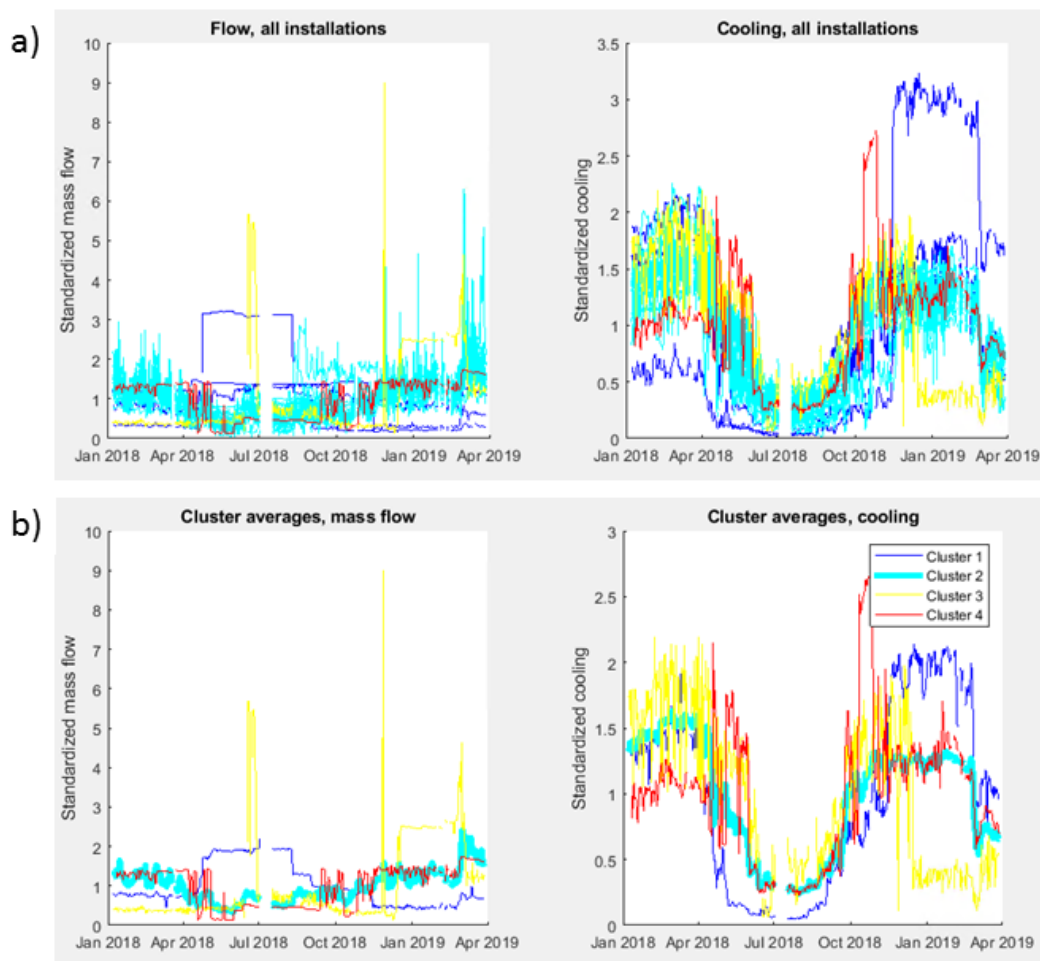 a)
Flow, all installations
Standardized mass flow
10
9
8
7
6
5
4
3
2
1
0
Jan 2018 Apr 2018 Jul 2018 Oct 2018 Jan 2019 Apr 2019
Cooling, all installations
Standardized cooling
3.5
3
2.5
2
1.5
1
0.5
0
Jan 2018 Apr 2018 Jul 2018 Oct 2018 Jan 2019 Apr 2019
b)
Cluster averages, mass flow
Standardized mass flow
10
9
8
7
6
5
4
3
2
1
0
Jan 2018 Apr 2018 Jul 2018 Oct 2018 Jan 2019 Apr 2019
Cluster averages, cooling
Standardized cooling
3
2.5
2
1.5
1
0.5
0
Jan 2018 Apr 2018 Jul 2018 Oct 2018 Jan 2019 Apr 2019
Cluster 1
Cluster 2
Cluster 3
Cluster 4